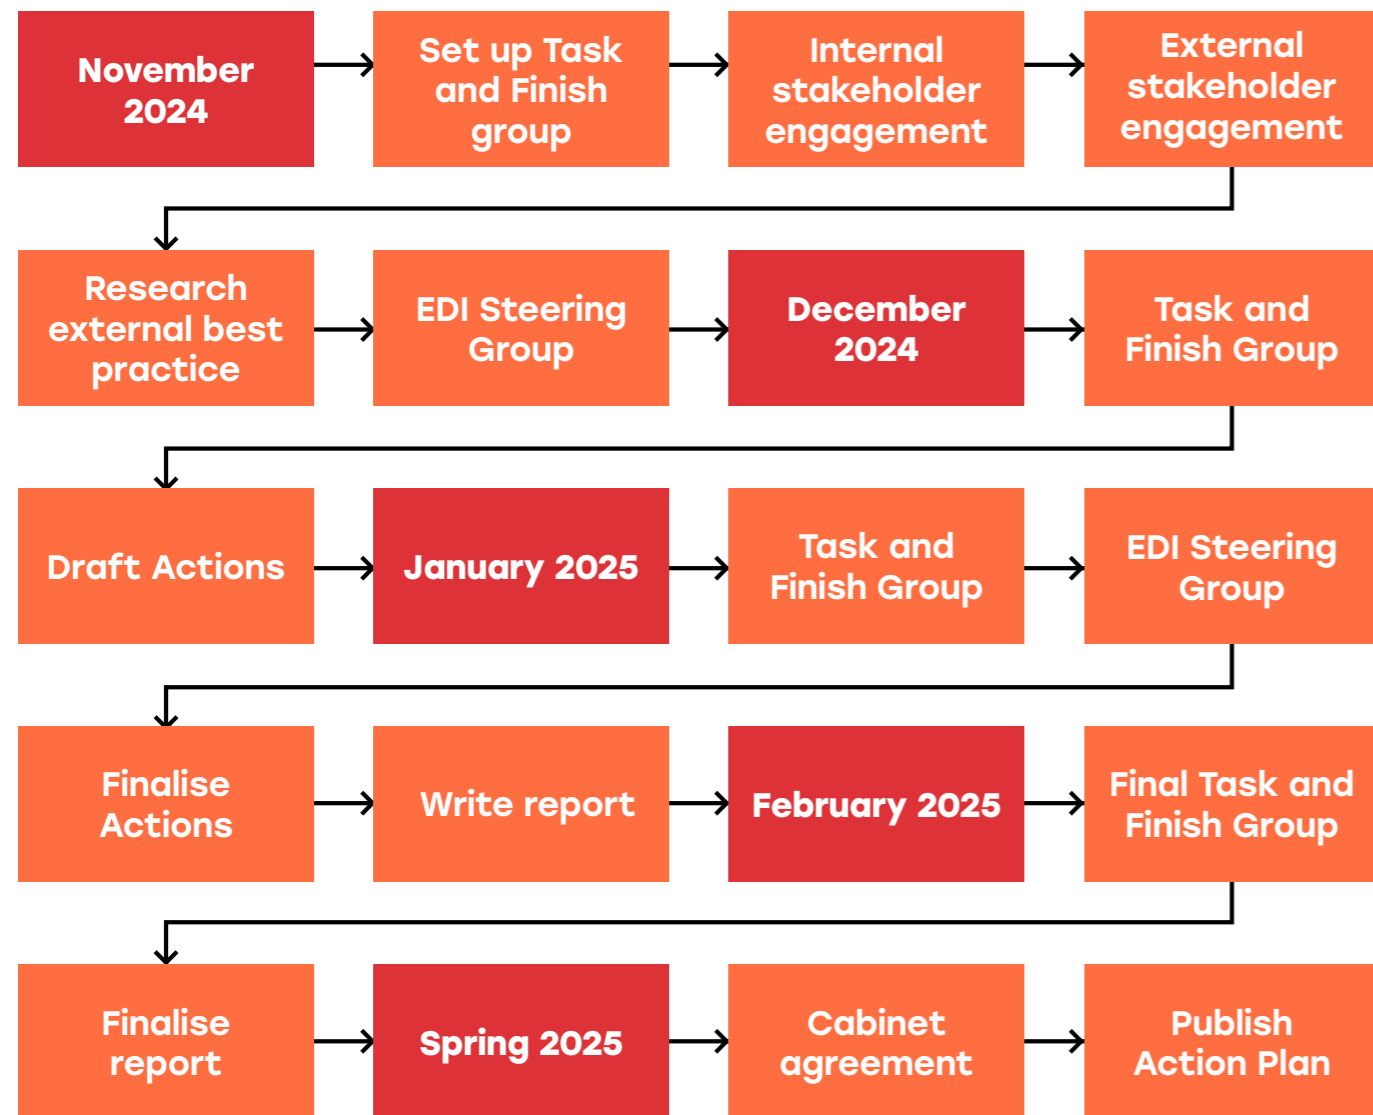 November
2024
Set up Task
and Finish
group
Internal
stakeholder
engagement
External
stakeholder
engagement
Research
external best
practice
EDI Steering
Group
December
2024
Task and
Finish Group
Draft Actions
January 2025
Task and
Finish Group
EDI Steering
Group
Finalise
Actions
Write report
February 2025
Final Task and
Finish Group
Finalise
report
Spring 2025
Cabinet
agreement
Publish
Action Plan